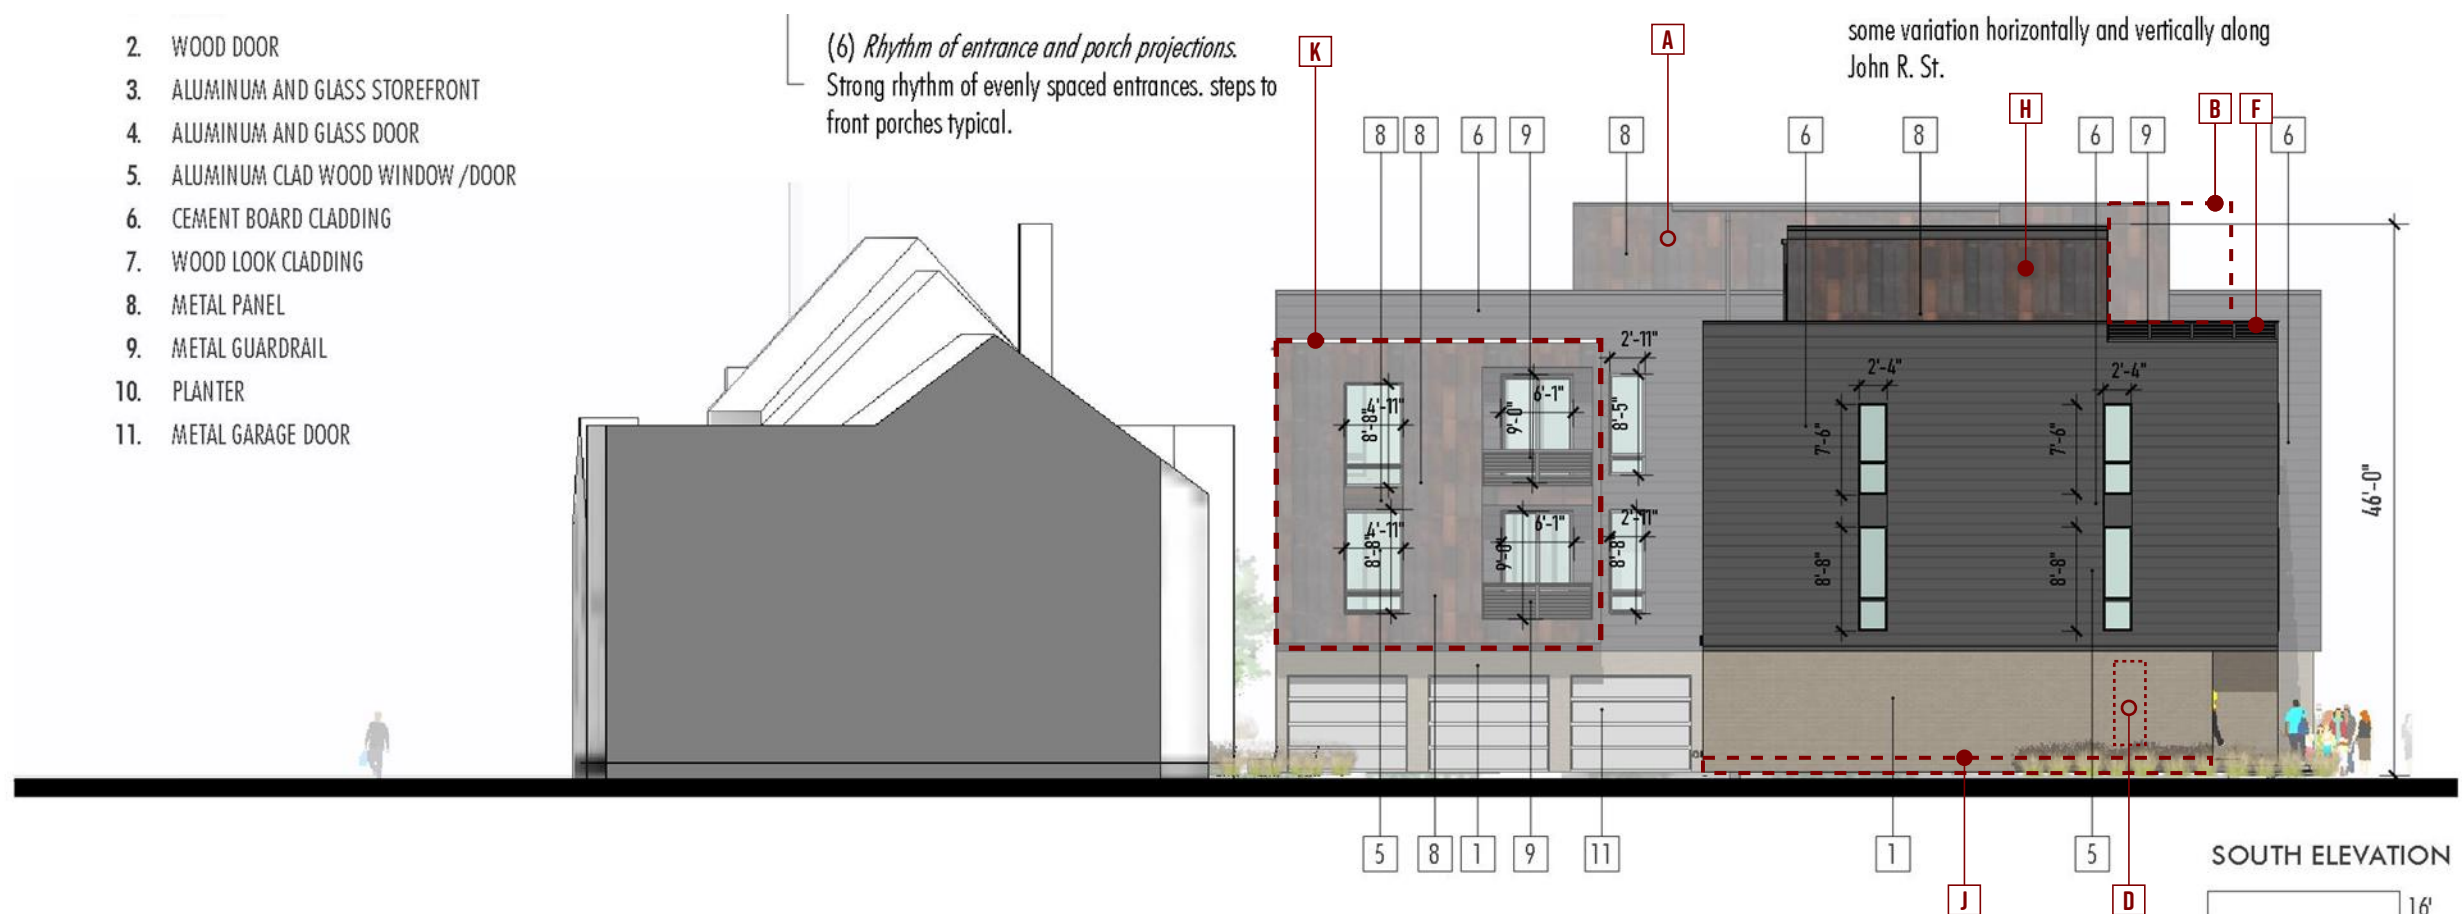 2. WOOD DOOR
3. ALUMINUM AND GLASS STOREFRONT
4. ALUMINUM AND GLASS DOOR
5. ALUMINUM CLAD WOOD WINDOW /DOOR
6. CEMENT BOARD CLADDING
7. WOOD LOOK CLADDING
8. METAL PANEL
9. METAL GUARDRAIL
10. PLANTER
11. METAL GARAGE DOOR
(6) Rhythm of entrance and porch projections.
Strong rhythm of evenly spaced entrances. steps to
front porches typical.
some variation horizontally and vertically along
John R. St.
K A H B F
8 8 6 9 8 6 8 6 9 6
2'-11"
2'-4" 2'-4"
4'-11" 6'-1"
8'-8" 9'-0" 8'-5" 7'-6" 7'-6"
46'-0"
4'-11" 6'-1" 2'-11"
8'-8" 9'-0" 8'-8" 8'-8" 8'-8"
5 8 1 9 11 1 5
J D
SOUTH ELEVATION
16'